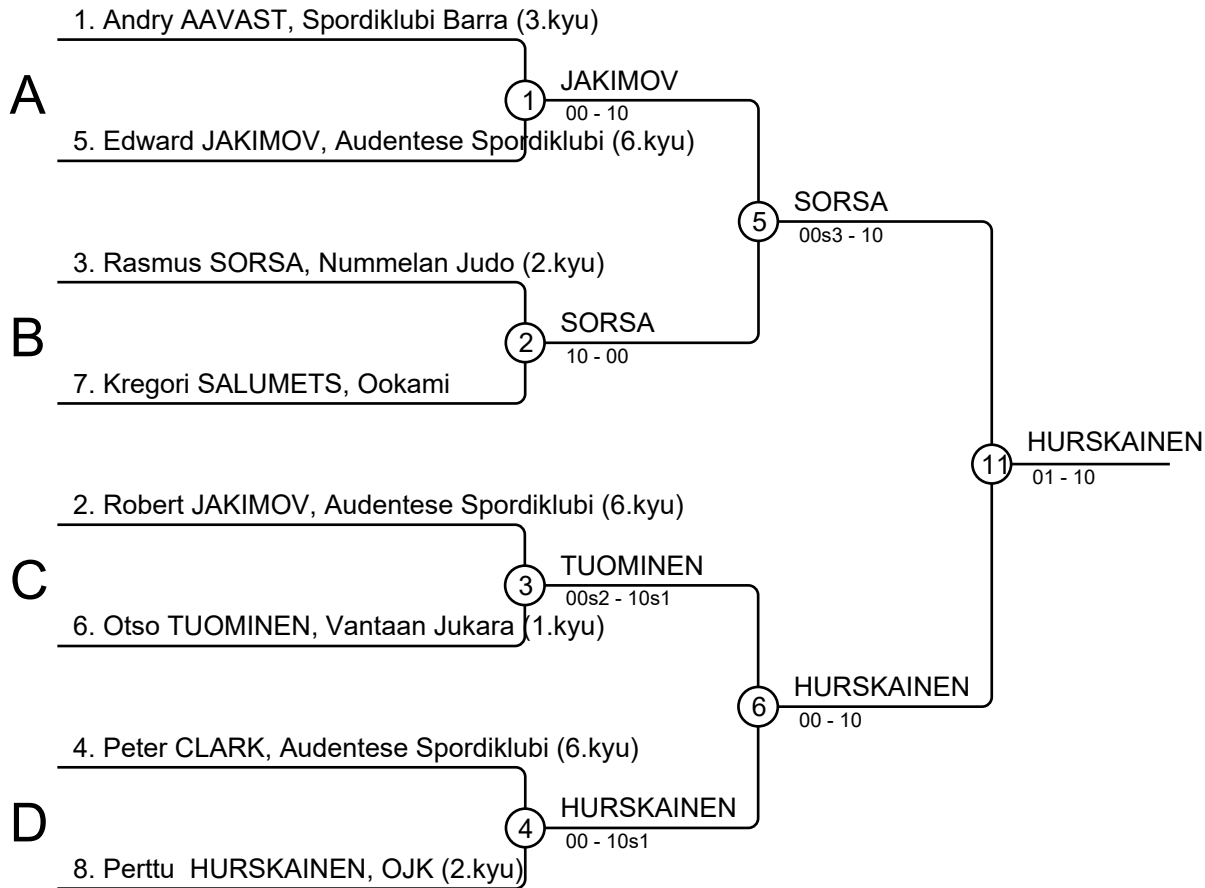 1. Andry AAVAST, Spordiklubi Barra (3.kyu)
A
1
JAKIMOV
00 - 10
5. Edward JAKIMOV, Audentese Spordiklubi (6.kyu)
5
SORSA
00s3 - 10
3. Rasmus SORSA, Nummelan Judo (2.kyu)
B
2
SORSA
10 - 00
7. Kregori SALUMETS, Ookami
11
HURSKAINEN
01 - 10
2. Robert JAKIMOV, Audentese Spordiklubi (6.kyu)
C
3
TUOMINEN
00s2 - 10s1
6. Otso TUOMINEN, Vantaan Jukara (1.kyu)
6
HURSKAINEN
00 - 10
4. Peter CLARK, Audentese Spordiklubi (6.kyu)
D
4
HURSKAINEN
00 - 10s1
8. Perttu  HURSKAINEN, OJK (2.kyu)